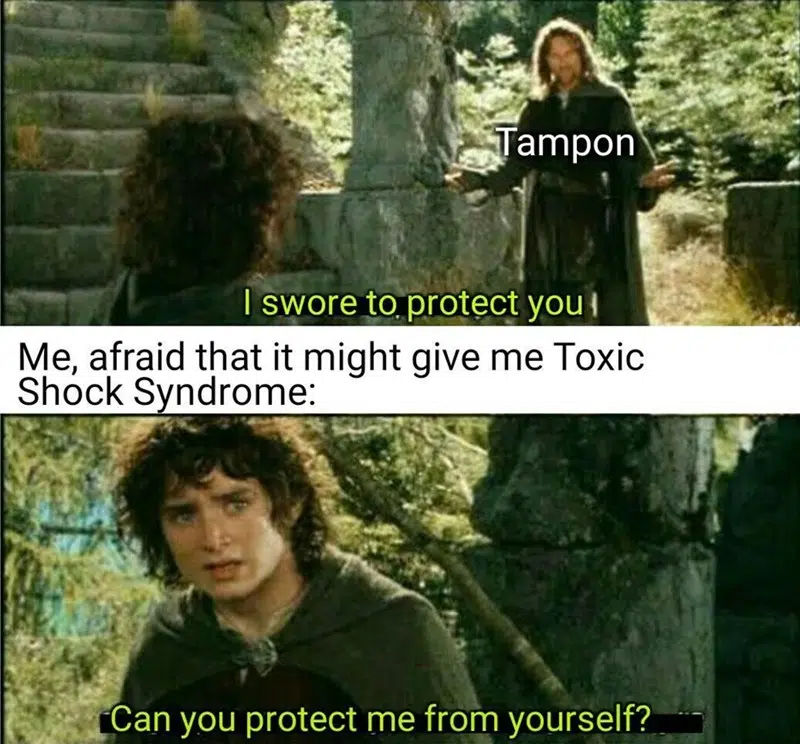 Tampon
I swore to protect you
Me, afraid that it might give me Toxic
Shock Syndrome:
Can you protect me from yourself?